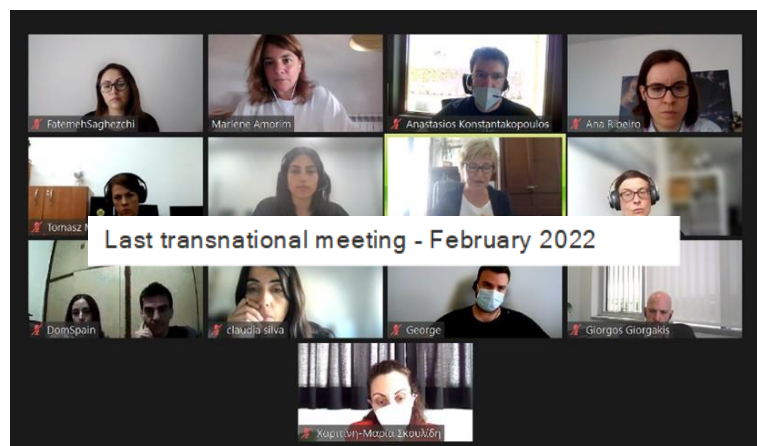 FatemehSaghezchi
Marlene Amorim
Anastasios Konstantakopoulos
Ana Ribeiro
Tomasz
Last transnational meeting - February 2022
DomSpain
claudia silva
George
Giorgos Giorgakis
Χαριτίνη-Μαρία Σκουλίδη